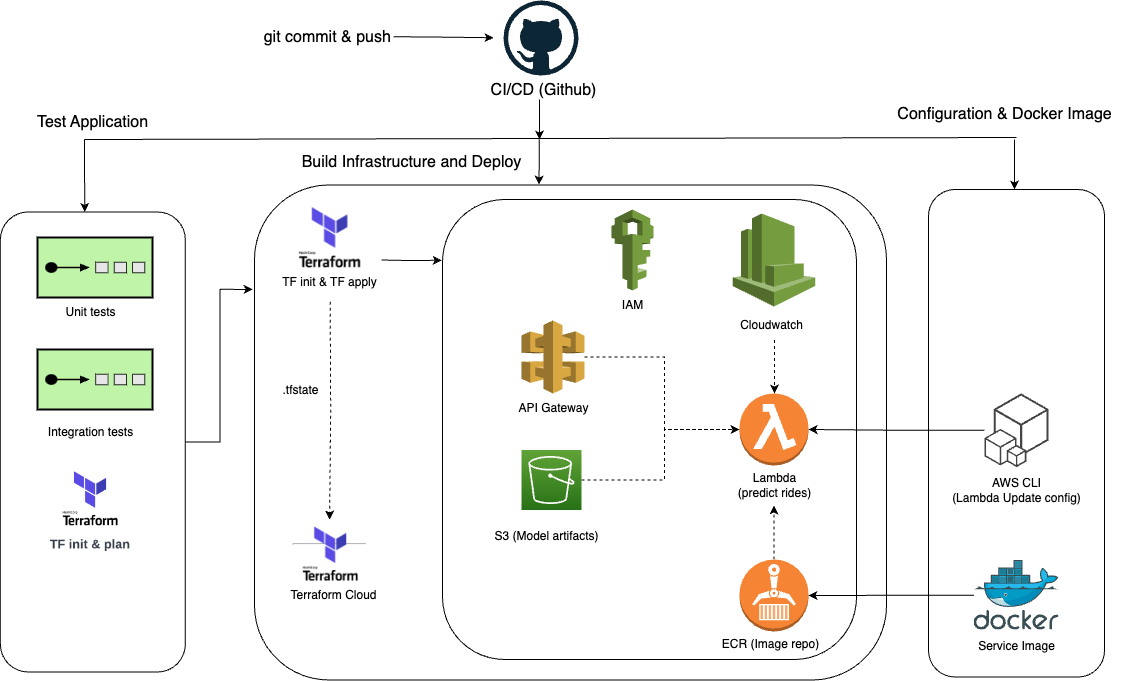 git commit & push
CI/CD (Github)
Test Application
Configuration & Docker Image
Build Infrastructure and Deploy
Unit tests
Integration tests
HashiCorp
Terraform
TF init & plan
HashiCorp
Terraform
TF init & TF apply
.tfstate
HashiCorp
Terraform
Terraform Cloud
IAM
Cloudwatch
API Gateway
S3 (Model artifacts)
Lambda
(predict rides)
ECR (Image repo)
AWS CLI
(Lambda Update config)
docker
Service Image